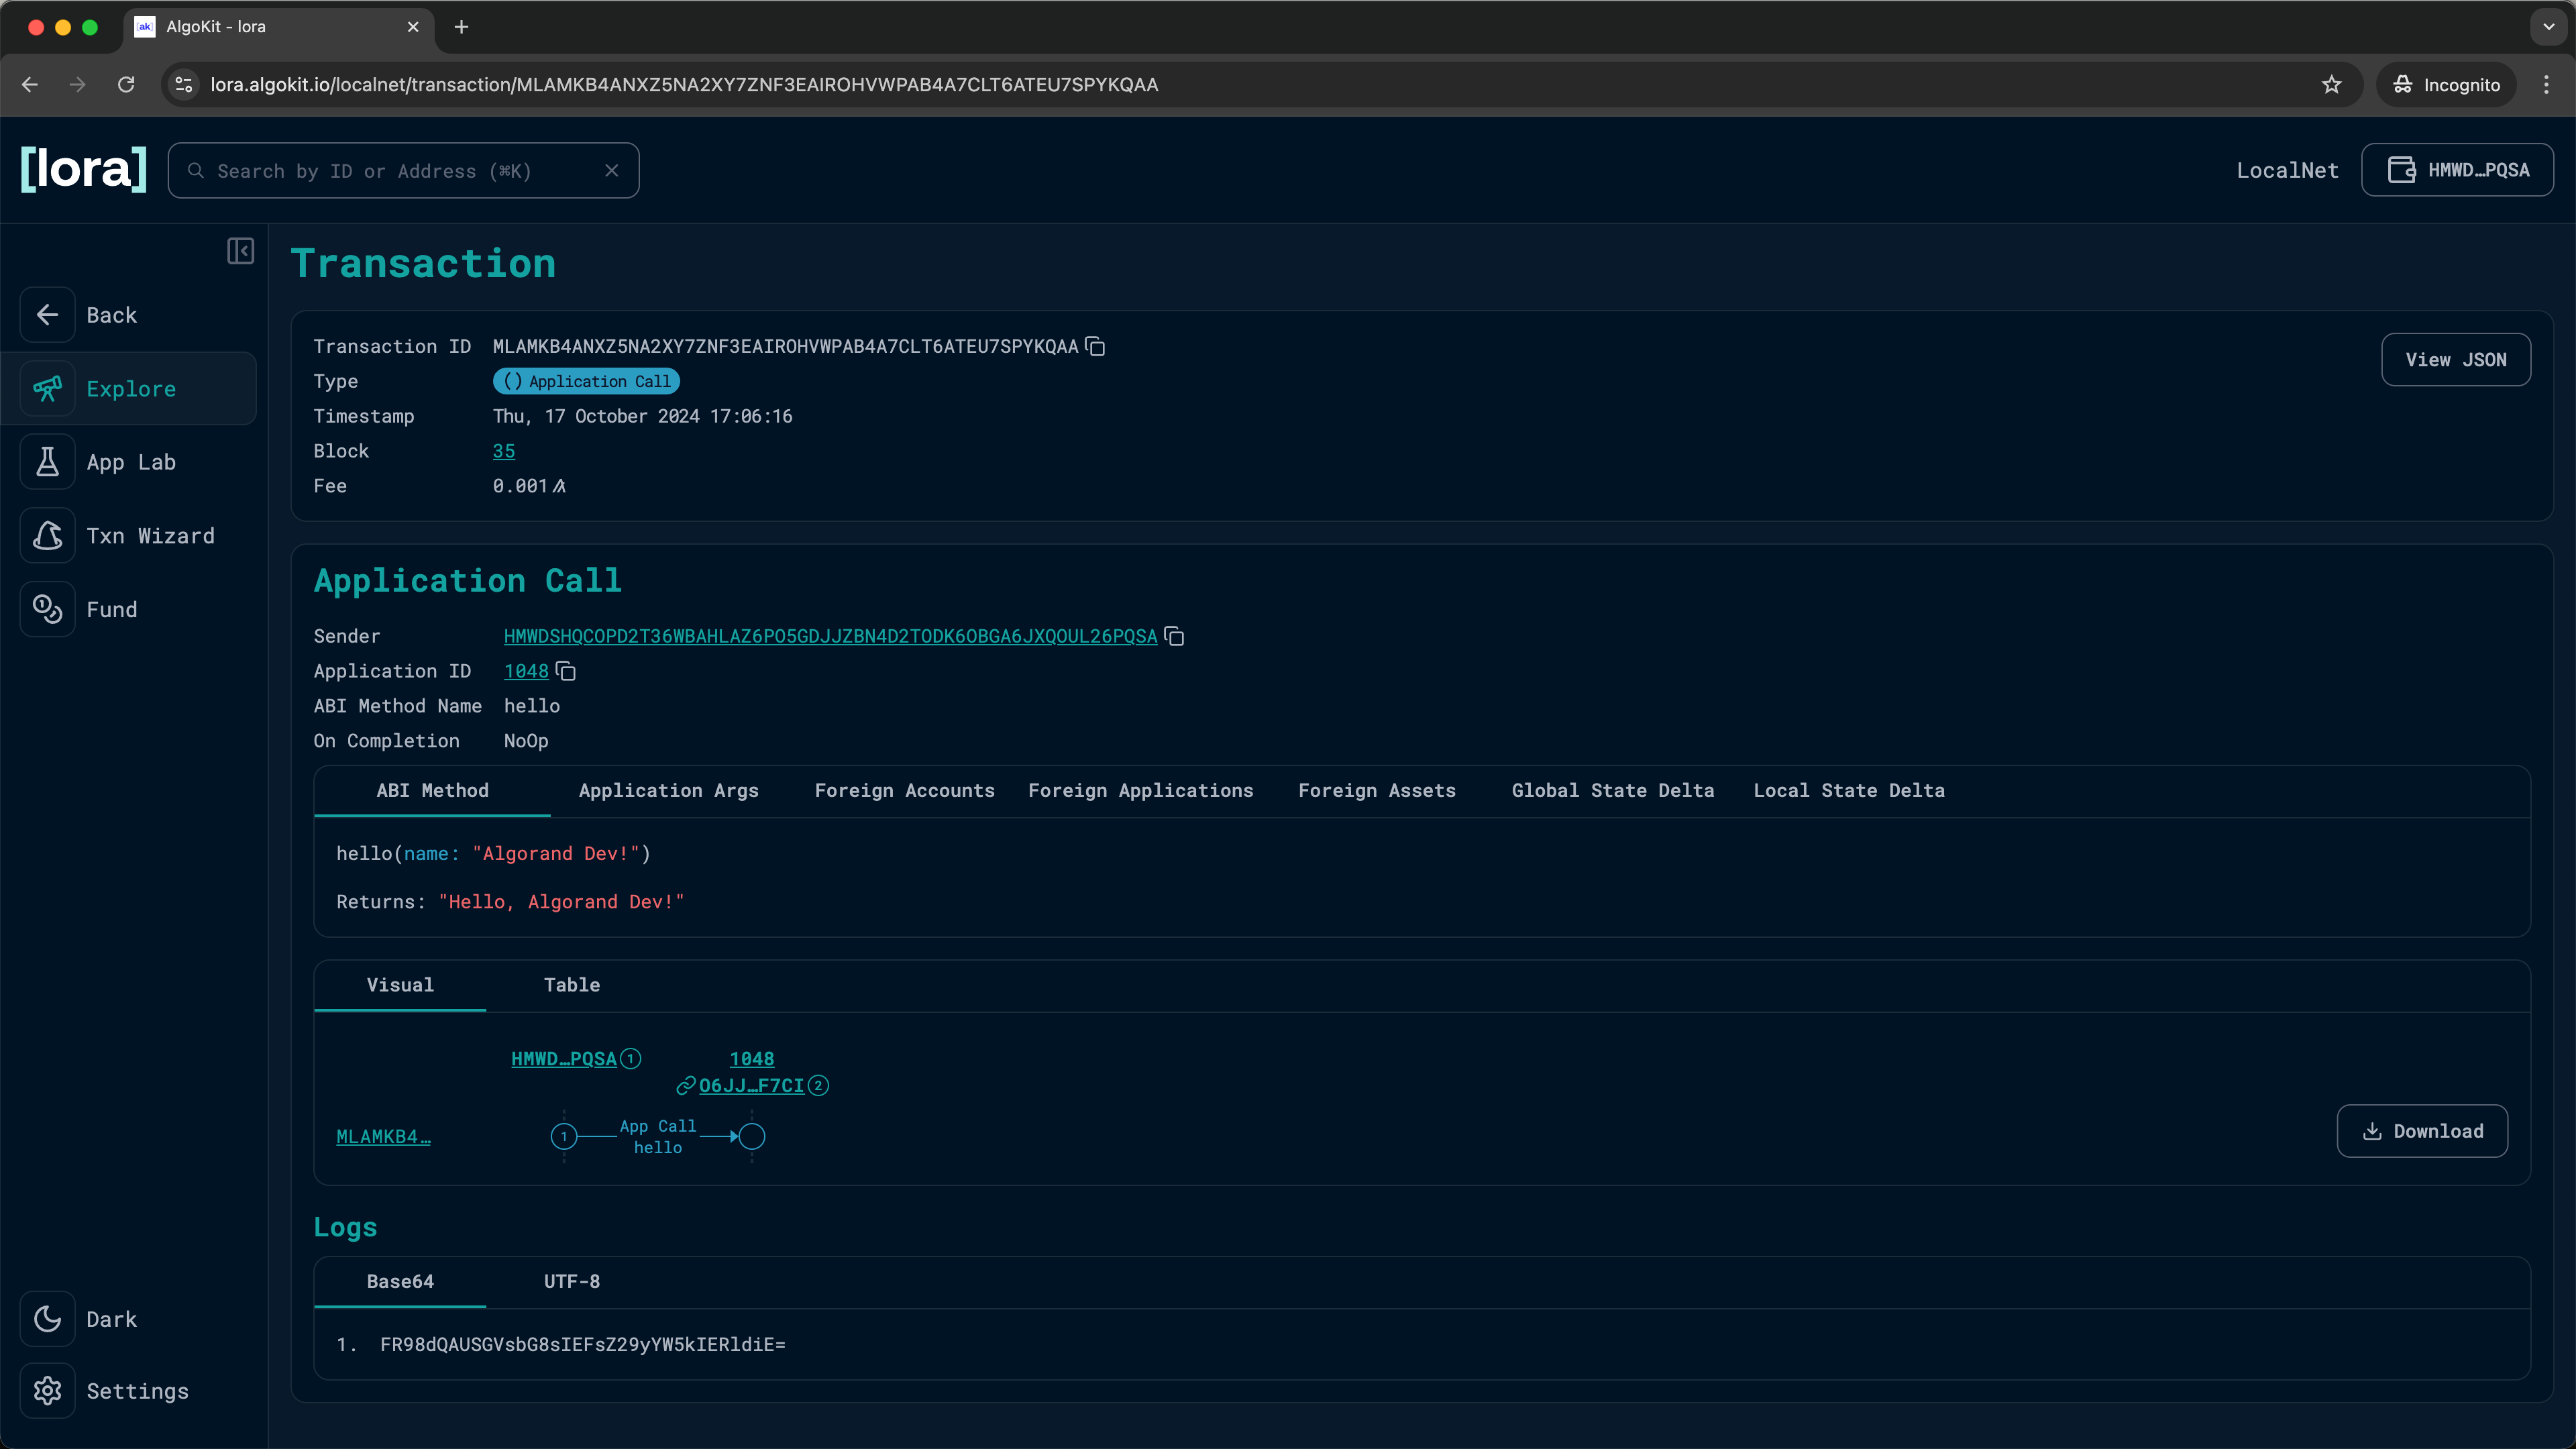 AlgoKit - lora
lora.algokit.io/localnet/transaction/MLAMKB4ANXZ5NA2XY7ZNF3EAIROHVWPAB4A7CLT6ATEU7SPYKQAA
Incognito
[lora]
Search by ID or Address (⌘K)
LocalNet
HMWD…PQSA
Back
Explore
App Lab
Txn Wizard
Fund
Dark
Settings
Transaction
Transaction ID MLAMKB4ANXZ5NA2XY7ZNF3EAIROHVWPAB4A7CLT6ATEU7SPYKQAA
View JSON
Type () Application Call
Timestamp Thu, 17 October 2024 17:06:16
Block 35
Fee 0.001
Application Call
Sender HMWDSHQCOPD2T36WBAHLAZ6PO5GDJJZBN4D2TODK6OBGA6JXQOUL26PQSA
Application ID 1048
ABI Method Name hello
On Completion NoOp
ABI Method Application Args Foreign Accounts Foreign Applications Foreign Assets Global State Delta Local State Delta
hello(name: "Algorand Dev!")
Returns: "Hello, Algorand Dev!"
Visual Table
HMWD…PQSA 1 1048
O6JJ…F7CI 2
MLAMKB4… 1 App Call
hello
Download
Logs
Base64 UTF-8
1. FR98dQAUSGVsbG8sIEFsZ29yYW5kIERldiE=